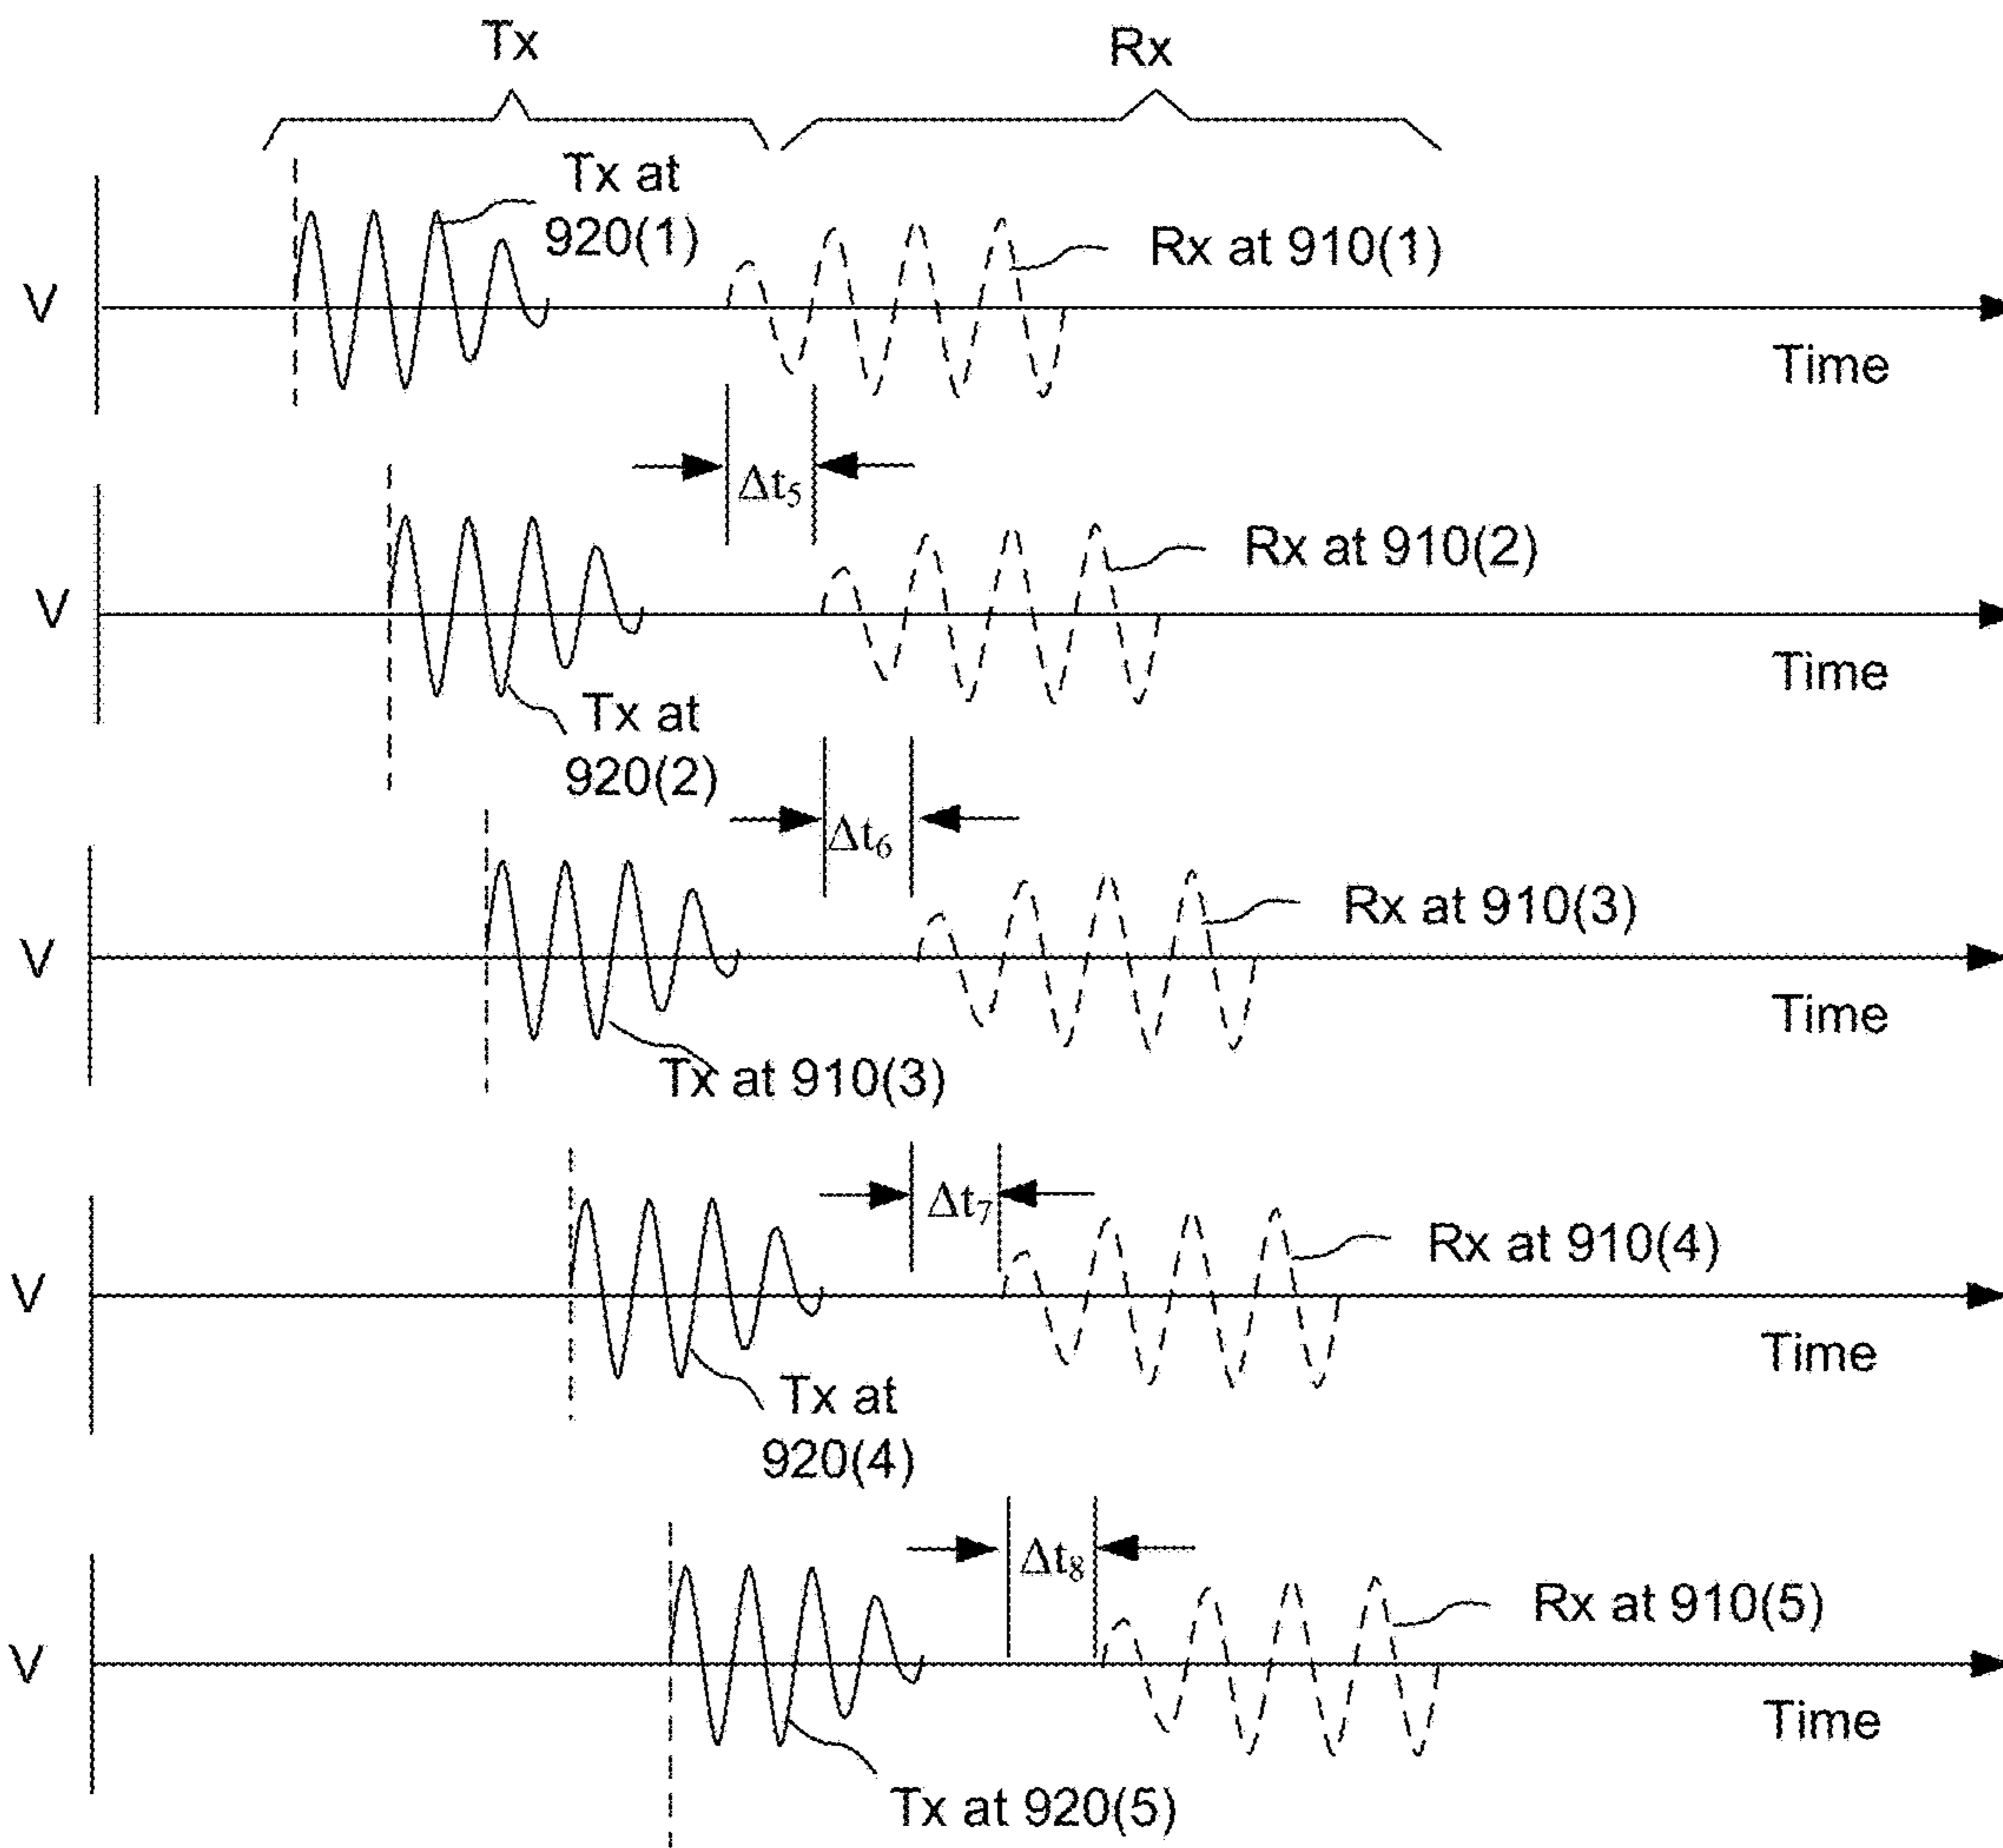 Tx
Rx
Tx at
920(1)
Rx at 910(1)
V
Time
Δt5
Rx at 910(2)
V
Time
Tx at
920(2)
Δt6
Rx at 910(3)
V
Time
Tx at 910(3)
Δt7
Rx at 910(4)
V
Time
Tx at
920(4)
Δt8
Rx at 910(5)
V
Time
Tx at 920(5)